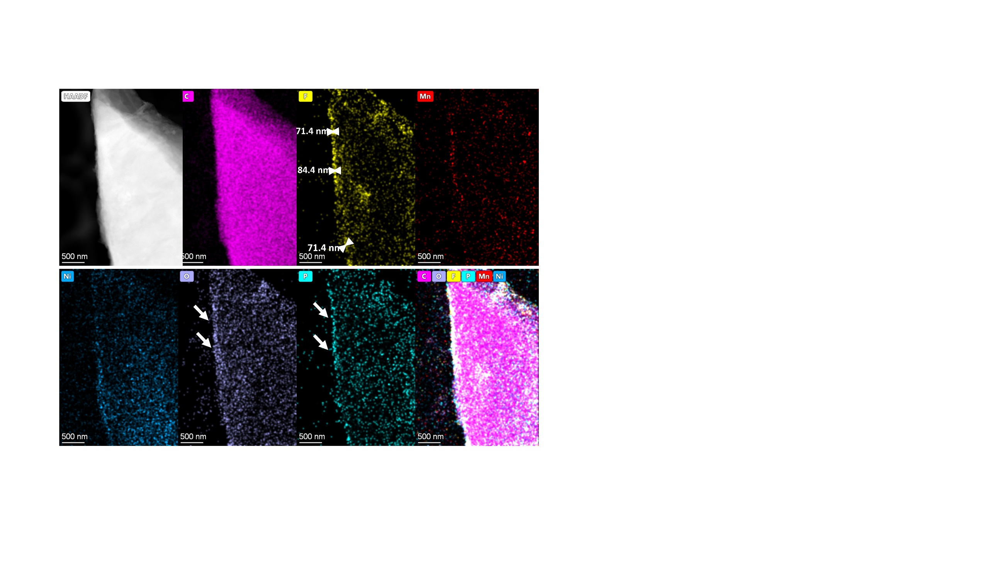 HAADF
C
F
Mn
71.4 nm
84.4 nm
71.4 nm
500 nm
500 nm
500 nm
500 nm
Ni
O
P
C O F P Mn Ni
500 nm
500 nm
500 nm
500 nm